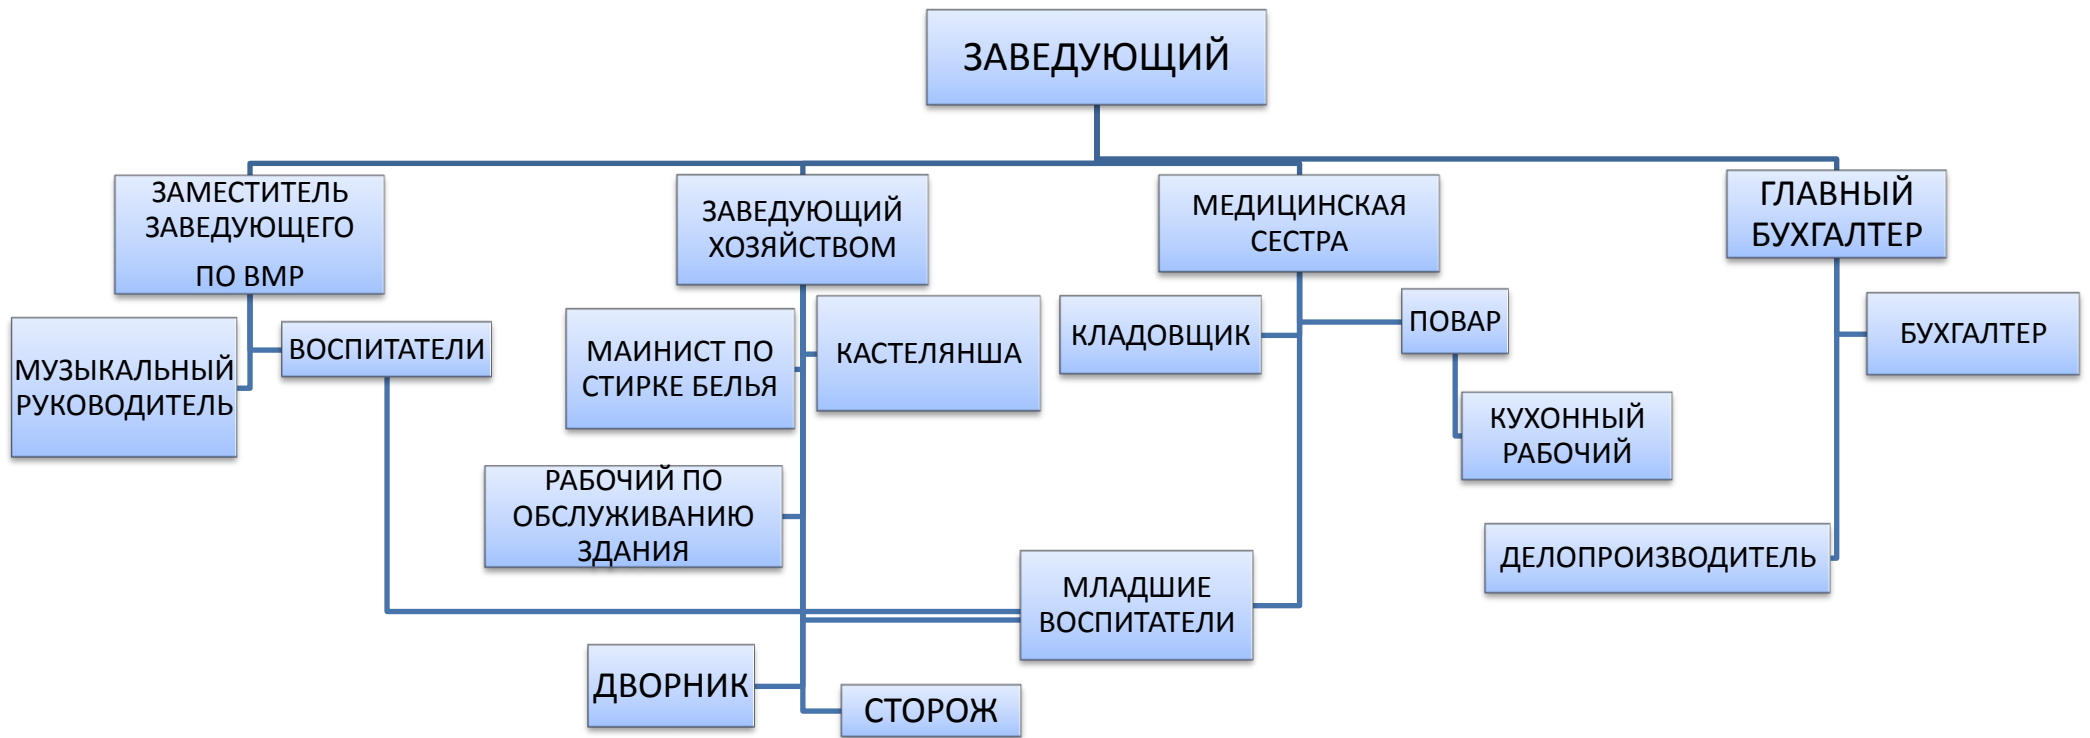 ЗАВЕДУЮЩИЙ
ЗАМЕСТИТЕЛЬ
ЗАВЕДУЮЩЕГО
ПО ВМР
ЗАВЕДУЮЩИЙ
ХОЗЯЙСТВОМ
МЕДИЦИНСКАЯ
СЕСТРА
ГЛАВНЫЙ
БУХГАЛТЕР
МУЗЫКАЛЬНЫЙ
РУКОВОДИТЕЛЬ
ВОСПИТАТЕЛИ
МАИНИСТ ПО
СТИРКЕ БЕЛЬЯ
КАСТЕЛЯНША
КЛАДОВЩИК
ПОВАР
БУХГАЛТЕР
КУХОННЫЙ
РАБОЧИЙ
РАБОЧИЙ ПО
ОБСЛУЖИВАНИЮ
ЗДАНИЯ
ДЕЛОПРОИЗВОДИТЕЛЬ
МЛАДШИЕ
ВОСПИТАТЕЛИ
ДВОРНИК
СТОРОЖ